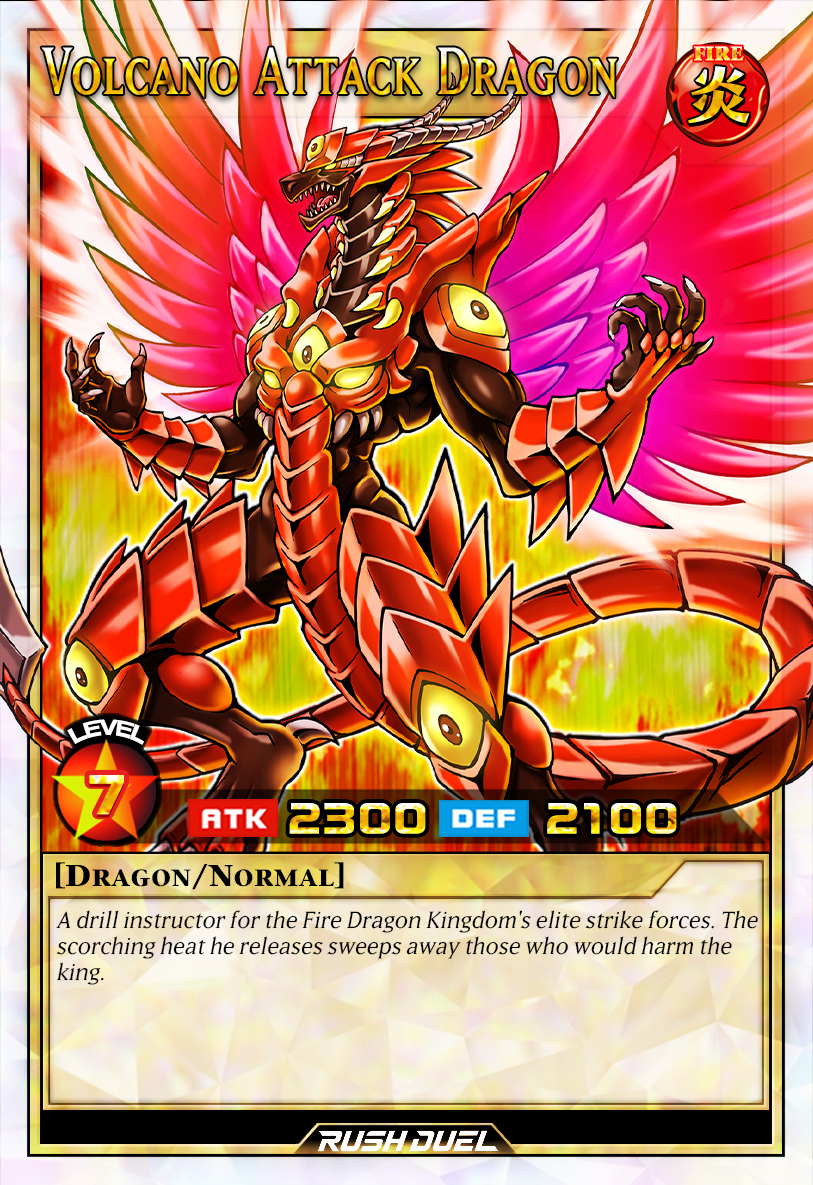 VOLCANO ATTACK DRAGON
FIRE
炎
LEVEL
7
ATK 2300 DEF 2100
[DRAGON/NORMAL]
A drill instructor for the Fire Dragon Kingdom's elite strike forces. The
scorching heat he releases sweeps away those who would harm the
king.
RUSH DUEL